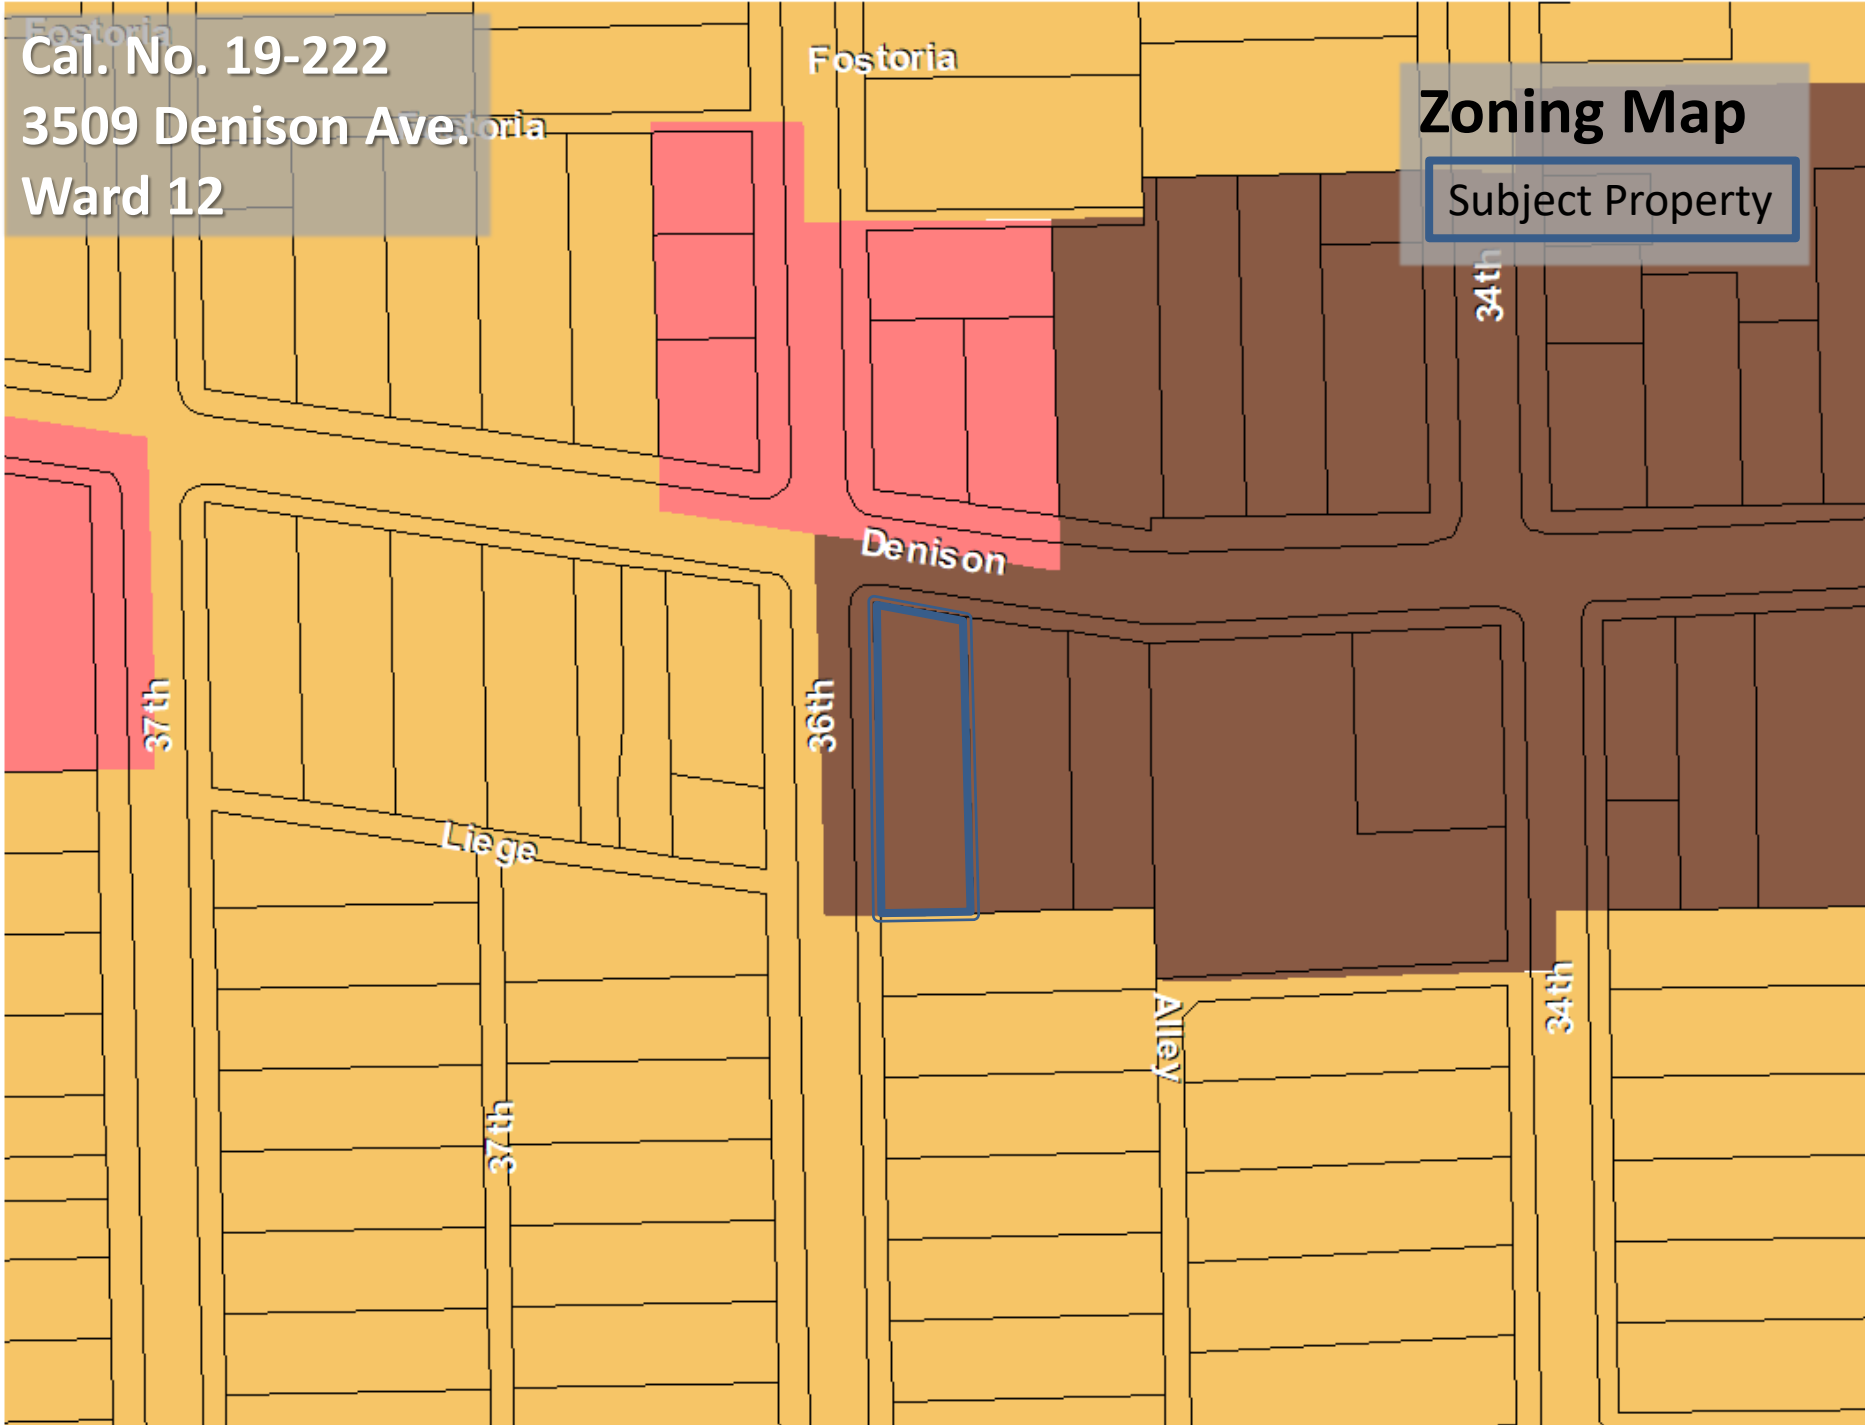 Fostoria
Cal. No. 19-222
3509 Denison Ave.
Ward 12
Fostoria
Fostoria
Zoning Map
Subject Property
34th
Denison
37th
36th
Liege
Alley
34th
37th